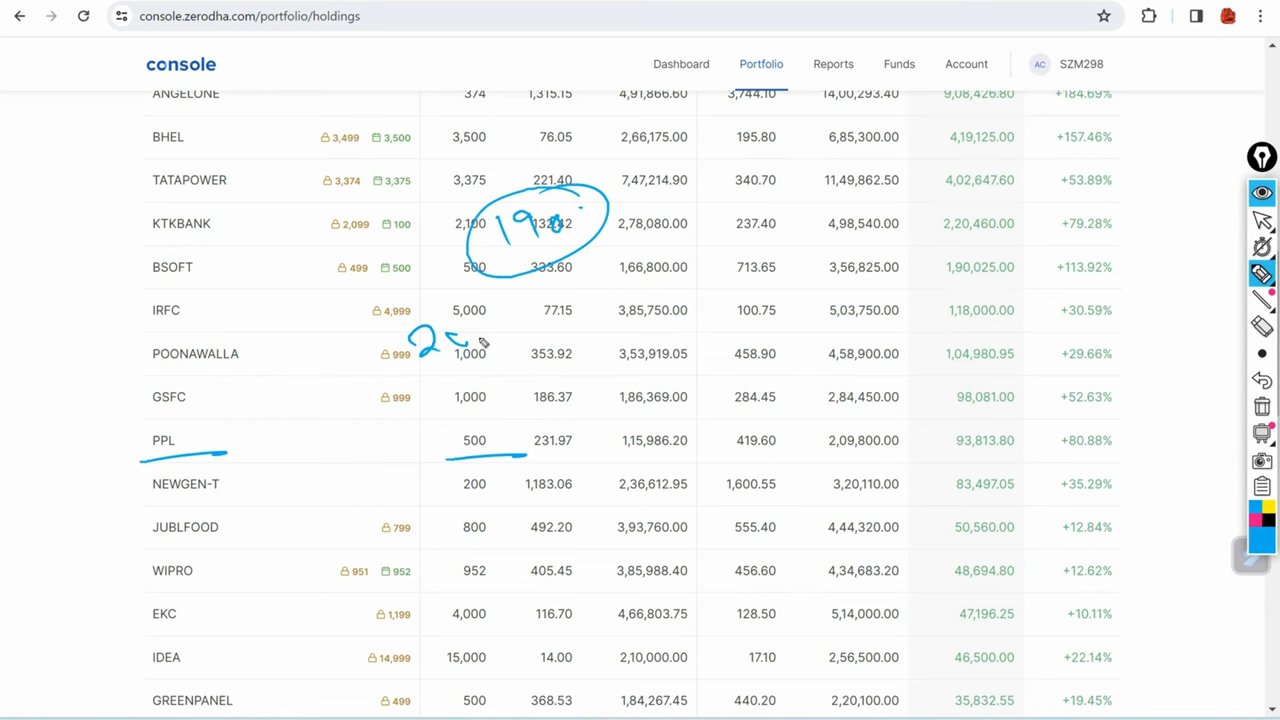 console.zerodha.com/portfolio/holdings
console Dashboard Portfolio Reports Funds Account AC SZM298
ANGELONE 374 1,315.15 4,91,866.60 3,744.10 14,00,293.40 9,08,426.80 +184.69%
BHEL 3,499 3,500 3,500 76.05 2,66,175.00 195.80 6,85,300.00 4,19,125.00 +157.46%
TATAPOWER 3,374 3,375 3,375 221.40 7,47,214.90 340.70 11,49,862.50 4,02,647.60 +53.89%
190
KTKBANK 2,099 100 2,100 132.42 2,78,080.00 237.40 4,98,540.00 2,20,460.00 +79.28%
BSOFT 499 500 500 333.60 1,66,800.00 713.65 3,56,825.00 1,90,025.00 +113.92%
IRFC 4,999 5,000 77.15 3,85,750.00 100.75 5,03,750.00 1,18,000.00 +30.59%
POONAWALLA 999 1,000 353.92 3,53,919.05 458.90 4,58,900.00 1,04,980.95 +29.66%
GSFC 999 1,000 186.37 1,86,369.00 284.45 2,84,450.00 98,081.00 +52.63%
PPL 500 231.97 1,15,986.20 419.60 2,09,800.00 93,813.80 +80.88%
NEWGEN-T 200 1,183.06 2,36,612.95 1,600.55 3,20,110.00 83,497.05 +35.29%
JUBLFOOD 799 800 492.20 3,93,760.00 555.40 4,44,320.00 50,560.00 +12.84%
WIPRO 951 952 952 405.45 3,85,988.40 456.60 4,34,683.20 48,694.80 +12.62%
EKC 1,199 4,000 116.70 4,66,803.75 128.50 5,14,000.00 47,196.25 +10.11%
IDEA 14,999 15,000 14.00 2,10,000.00 17.10 2,56,500.00 46,500.00 +22.14%
GREENPANEL 499 500 368.53 1,84,267.45 440.20 2,20,100.00 35,832.55 +19.45%